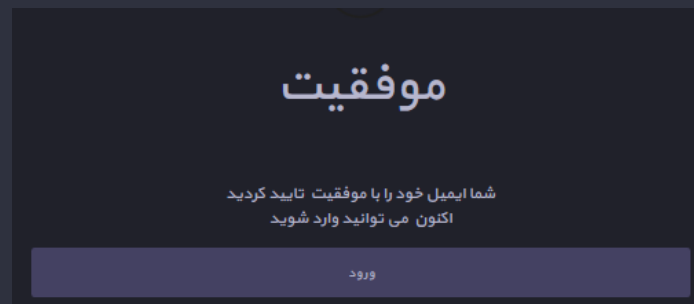 موفقیت
شما ایمیل خود را با موفقیت تایید کردید
اکنون می توانید وارد شوید
ورود